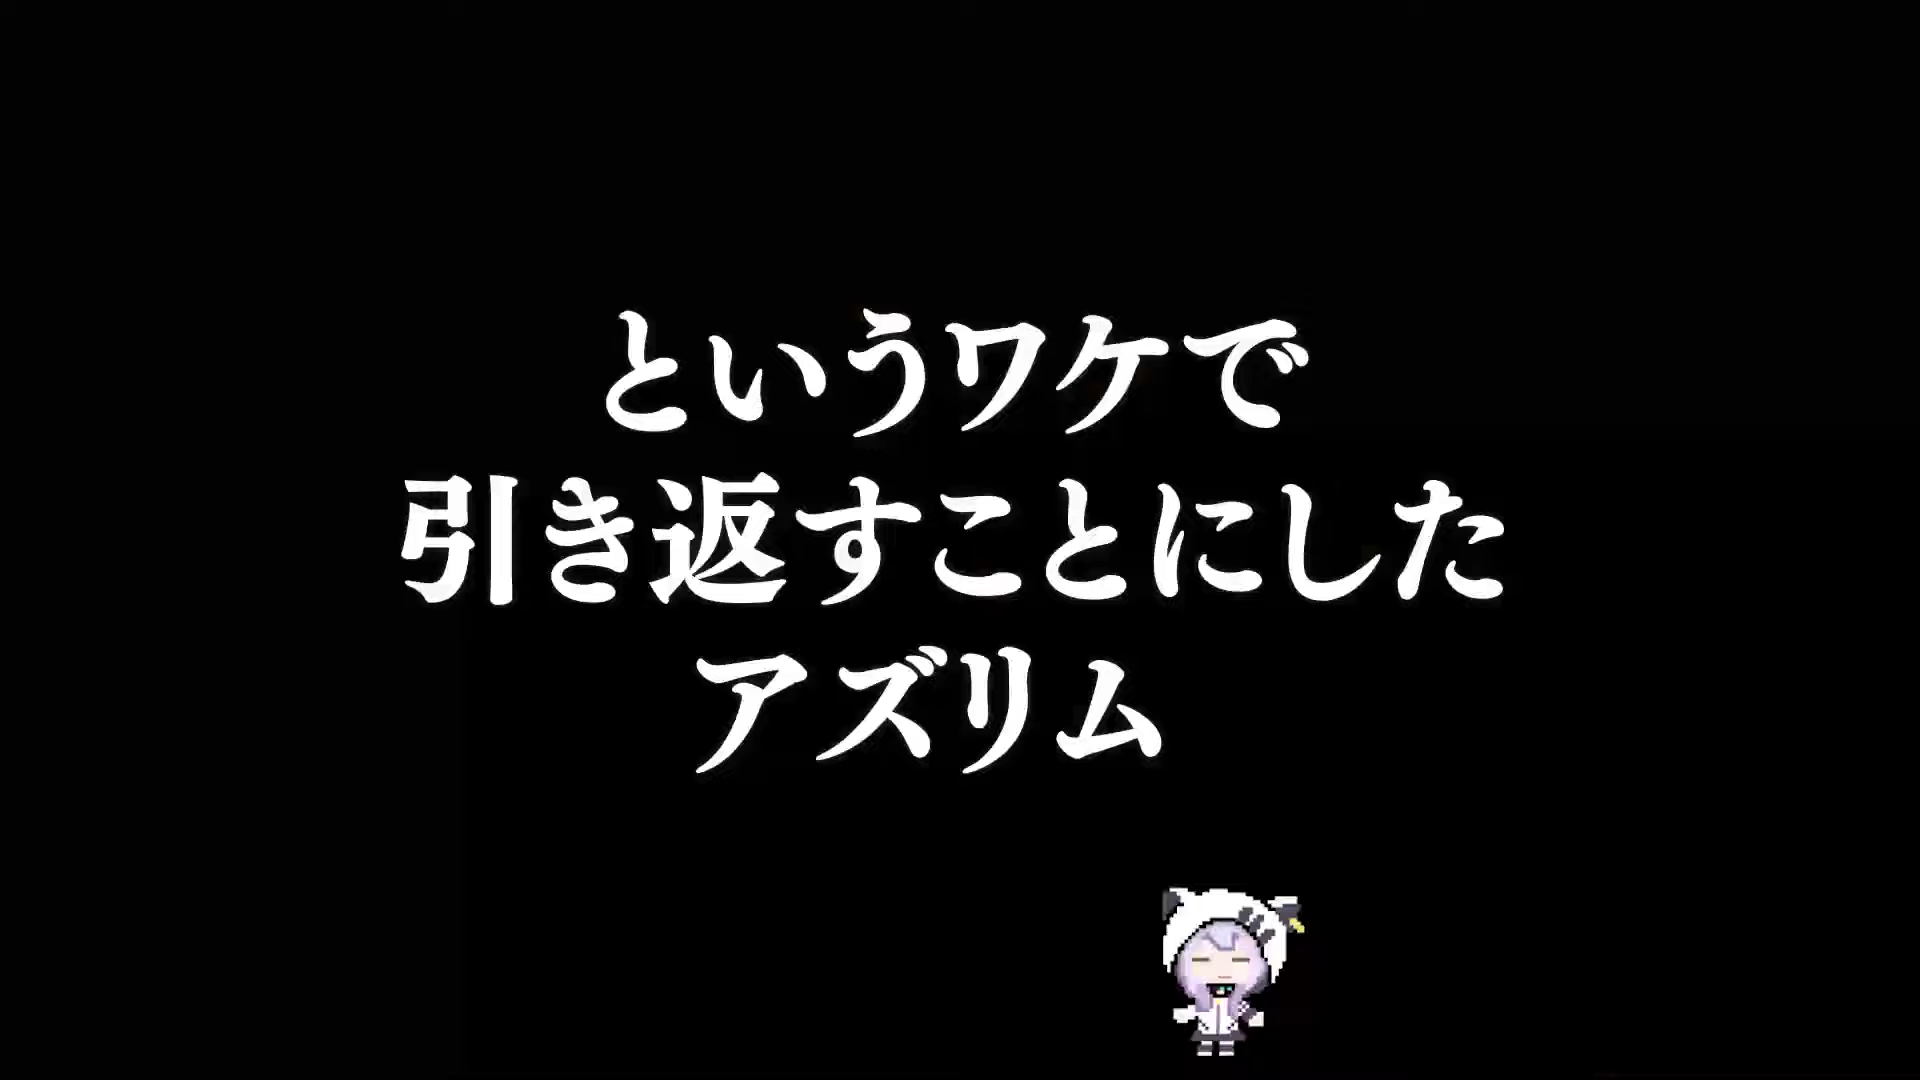 というワケで
引き返すことにした
アズリム